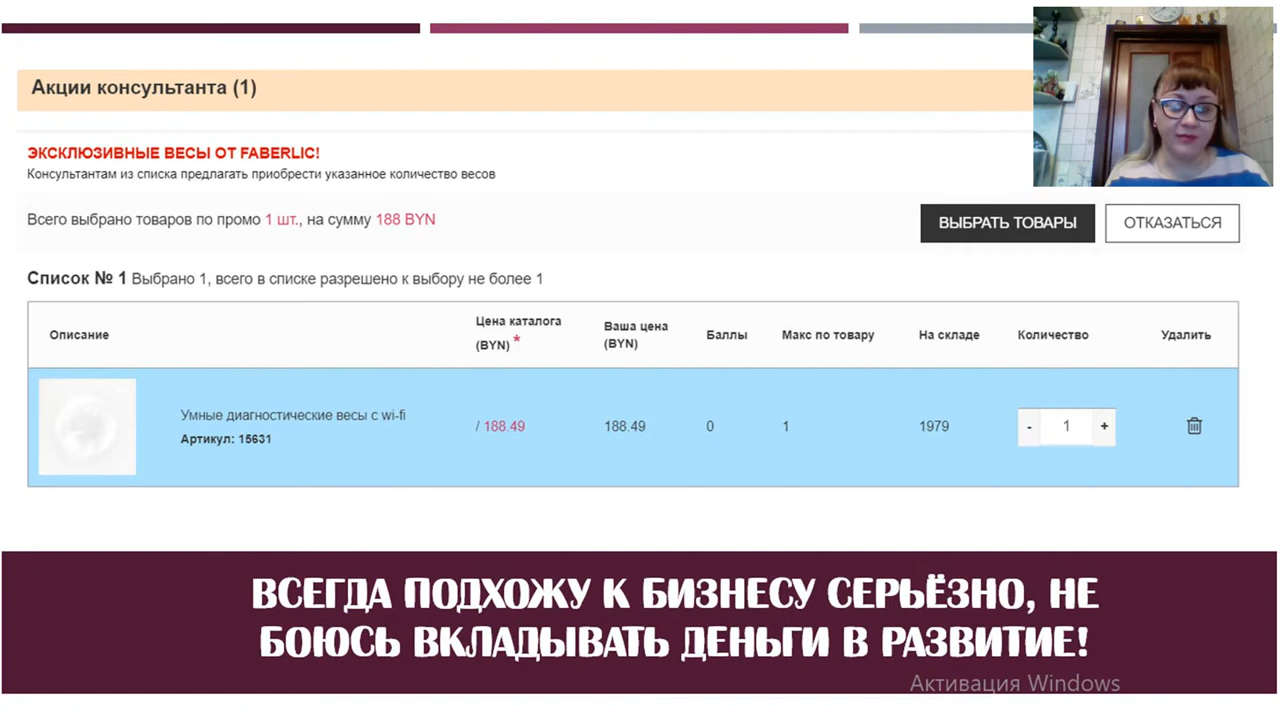 Акции консультанта (1)
ЭКСКЛЮЗИВНЫЕ ВЕСЫ ОТ FABERLIC!
Консультантам из списка предлагать приобрести указанное количество весов
Всего выбрано товаров по промо 1 шт., на сумму 188 BYN
ВЫБРАТЬ ТОВАРЫ
ОТКАЗАТЬСЯ
Список № 1 Выбрано 1, всего в списке разрешено к выбору не более 1
Описание
Цена каталога
(BYN) *
Ваша цена
(BYN)
Баллы
Макс по товару
На складе
Количество
Удалить
Умные диагностические весы с wi-fi
Артикул: 15631
/ 188.49
188.49
0
1
1979
- 1 +
ВСЕГДА ПОДХОЖУ К БИЗНЕСУ СЕРЬЁЗНО, НЕ
БОЮСЬ ВКЛАДЫВАТЬ ДЕНЬГИ В РАЗВИТИЕ!
Активация Windows